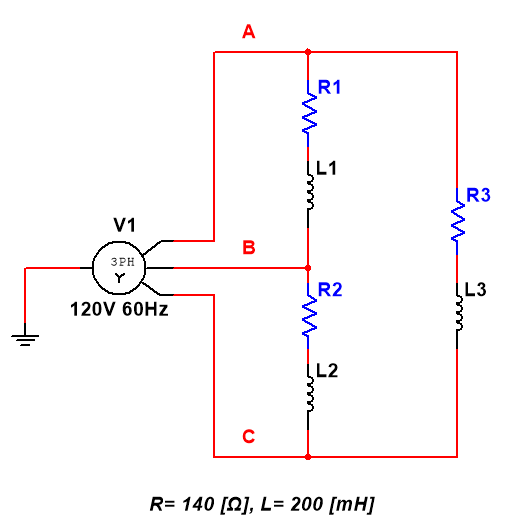 A
R1
L1
R3
V1
B
3PH
Y
R2
L3
120V 60Hz
L2
C
R= 140 [Ω], L= 200 [mH]